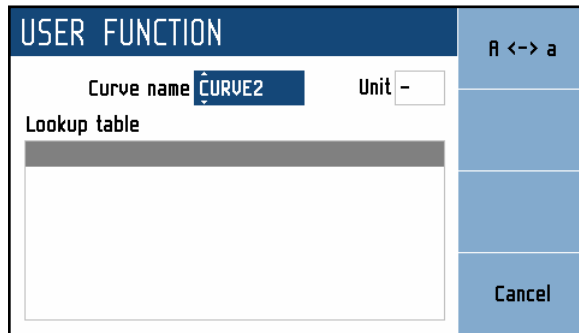 USER FUNCTION
A <-> a
Curve name CURVE2 Unit -
Lookup table
Cancel